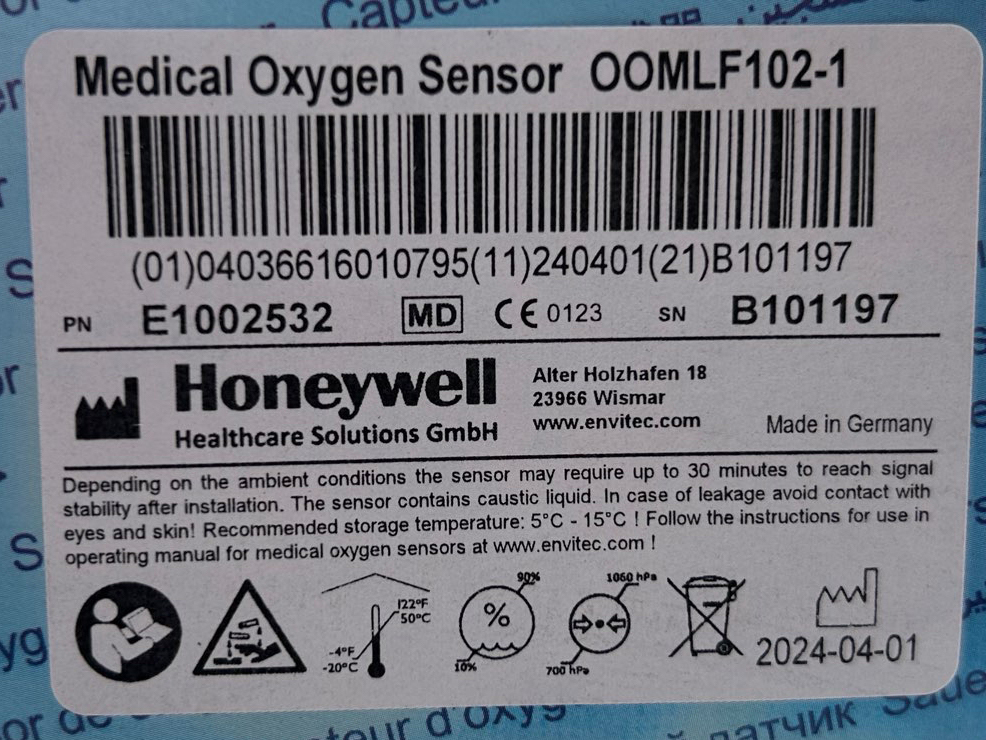 Capteu
Medical Oxygen Sensor OOMLF102-1
(01)04036616010795(11)240401(21)B101197
PN E1002532 MD CE 0123 SN B101197
Honeywell
Healthcare Solutions GmbH
Alter Holzhafen 18
23966 Wismar
www.envitec.com
Made in Germany
Depending on the ambient conditions the sensor may require up to 30 minutes to reach signal
stability after installation. The sensor contains caustic liquid. In case of leakage avoid contact with
eyes and skin! Recommended storage temperature: 5°C - 15°C ! Follow the instructions for use in
operating manual for medical oxygen sensors at www.envitec.com !
122°F
50°C
-4°F
-20°C
90%
%
10%
1060 hPa
700 hPa
2024-04-01
teur d'oxyg
датчик Saue